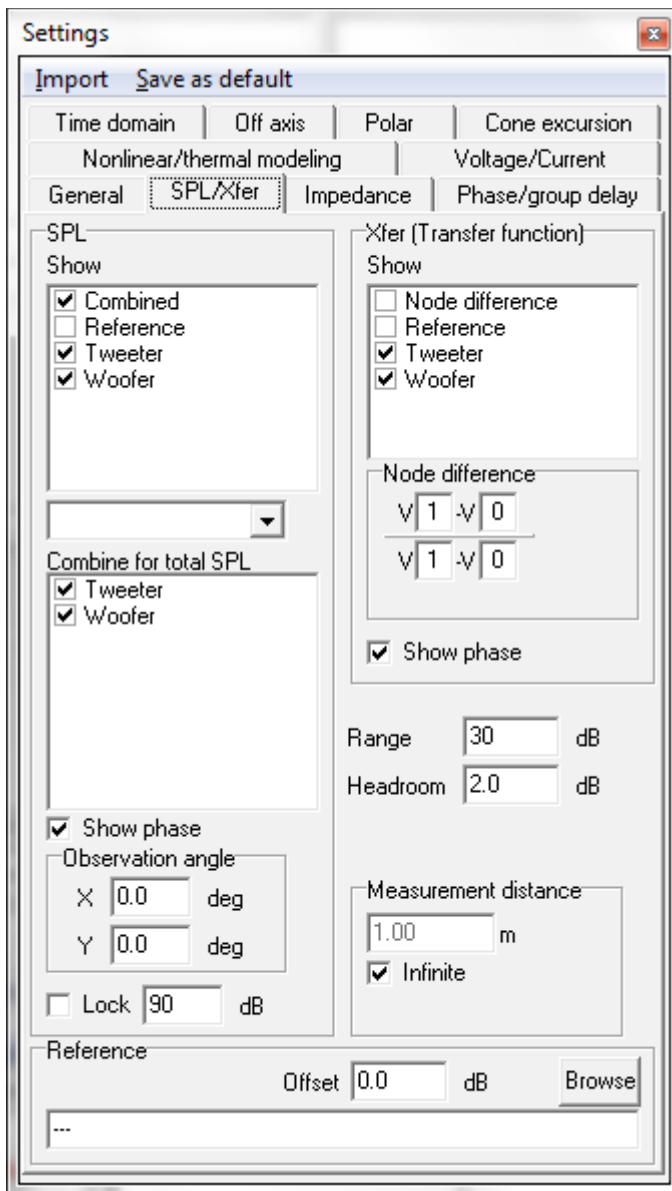 Settings
Import Save as default
Time domain Off axis Polar Cone excursion
Nonlinear/thermal modeling Voltage/Current
General SPL/Xfer Impedance Phase/group delay
SPL
Show
Combined
Reference
Tweeter
Woofer
Combine for total SPL
Tweeter
Woofer
Show phase
Observation angle
X 0.0 deg
Y 0.0 deg
Lock 90 dB
Xfer (Transfer function)
Show
Node difference
Reference
Tweeter
Woofer
Node difference
V 1 -V 0
V 1 -V 0
Show phase
Range 30 dB
Headroom 2.0 dB
Measurement distance
1.00 m
Infinite
Reference
Offset 0.0 dB Browse
---